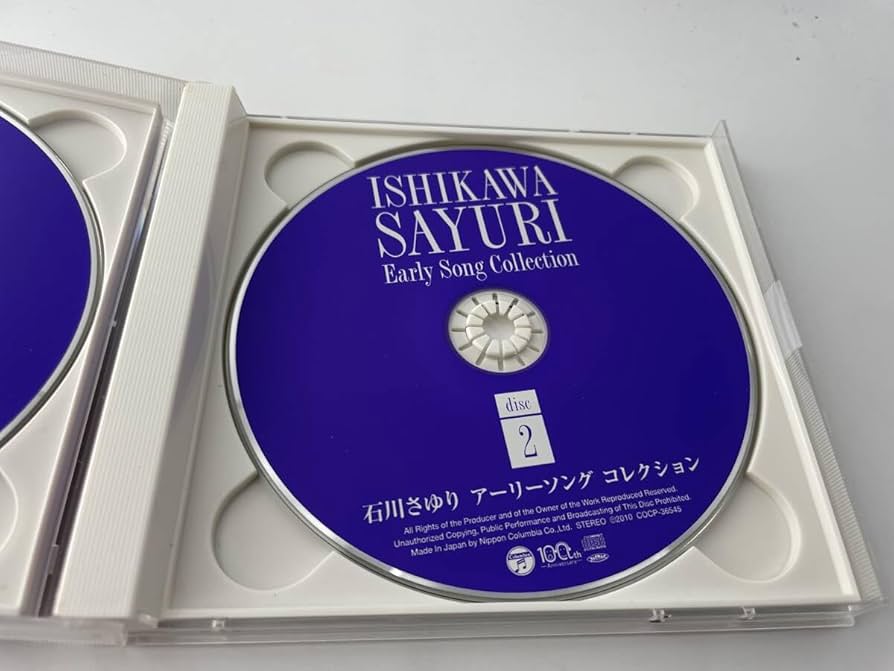 ISHIKAWA
SAYURI
Early Song Collection
disc
2
石川さゆり アーリーソング コレクション
All Rights of the Producer and of the Owner of the Work Reproduced Reserved.
Unauthorized Copying, Public Performance and Broadcasting of This Disc Prohibited.
Made In Japan by Nippon Columbia Co.,Ltd. STEREO ℗2010 COCP-36545
Columbia 100th
Anniversary